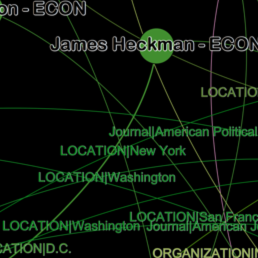 on - ECON
James Heckman - ECON
LOCATION
Journal|American Political
LOCATION|New York
LOCATION|Washington
LOCATION|San Franc
LOCATION|Washington
Journal|American Jo
CATION|D.C.
ORGANIZATION|N